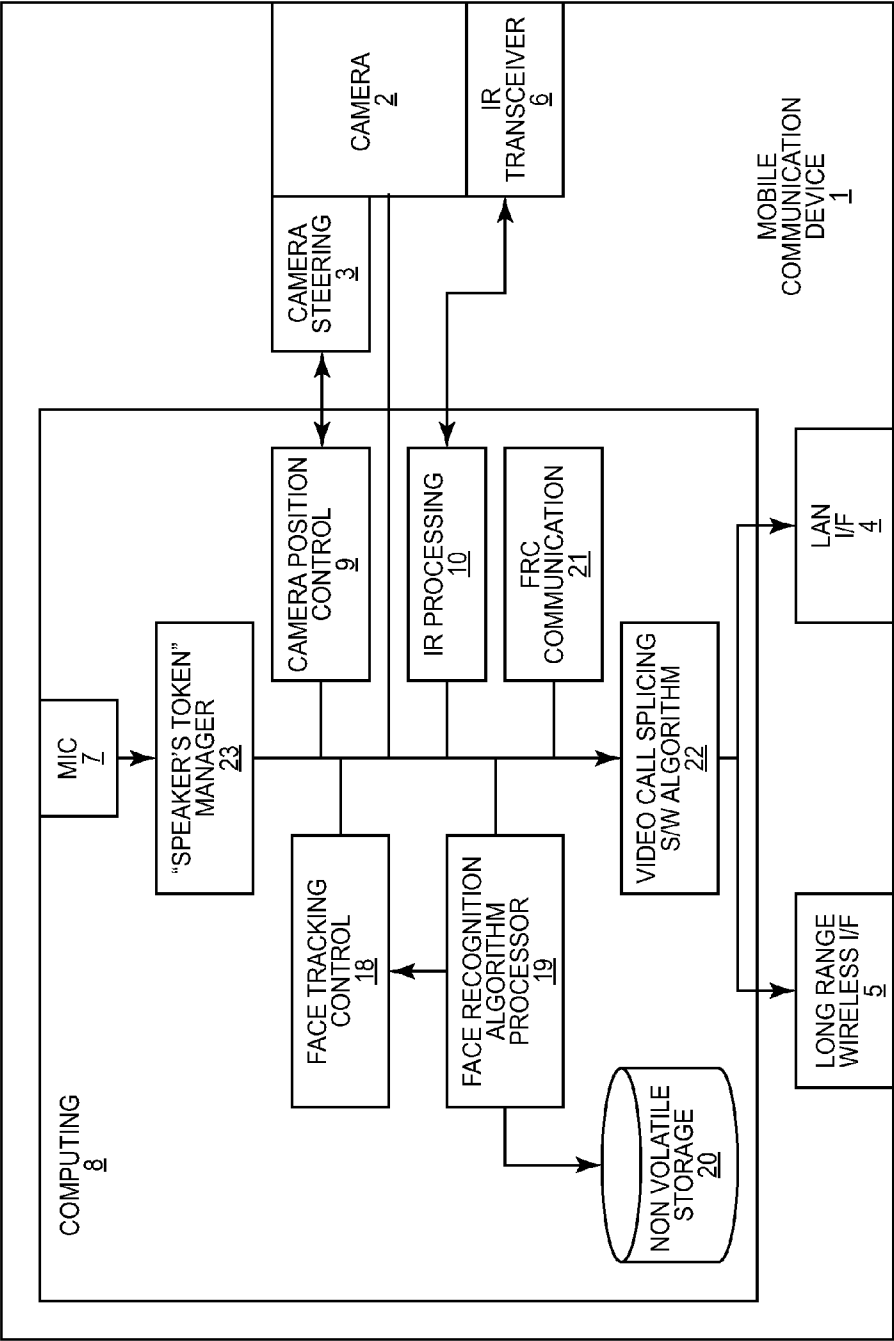 COMPUTING
8
MIC
7
"SPEAKER'S TOKEN"
MANAGER
23
FACE TRACKING
CONTROL
18
CAMERA POSITION
CONTROL
9
CAMERA
STEERING
3
CAMERA
2
IR
TRANSCEIVER
6
FACE RECOGNITION
ALGORITHM
PROCESSOR
19
IR PROCESSING
10
FRC
COMMUNICATION
21
NON VOLATILE
STORAGE
20
VIDEO CALL SPLICING
S/W ALGORITHM
22
MOBILE
COMMUNICATION
DEVICE
1
LONG RANGE
WIRELESS I/F
5
LAN
I/F
4